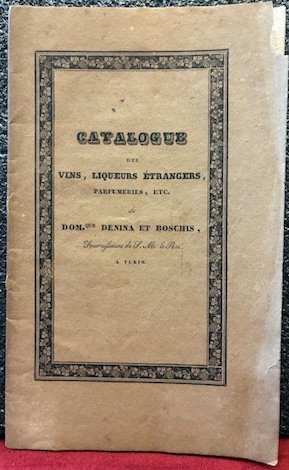 CATALOGUE
DES
VINS, LIQUEURS ÉTRANGERS,
PARFUMERIES, ETC.
de
DOM.QUE DENINA ET BOSCHIS,
Fournisseurs de S. M. le Roi
A TURIN.